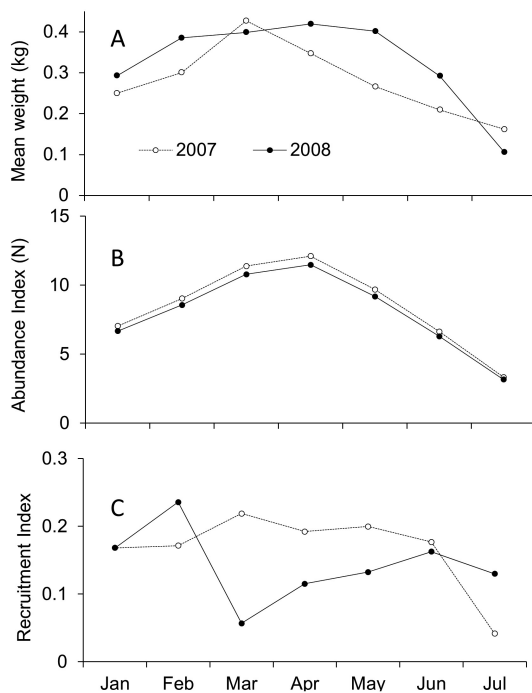 Mean weight (kg)
0.4
0.3
0.2
0.1
0
A
2007
2008
Abundance Index (N)
15
10
5
0
B
Recruitment Index
0.3
0.2
0.1
0
C
Jan Feb Mar Apr May Jun Jul